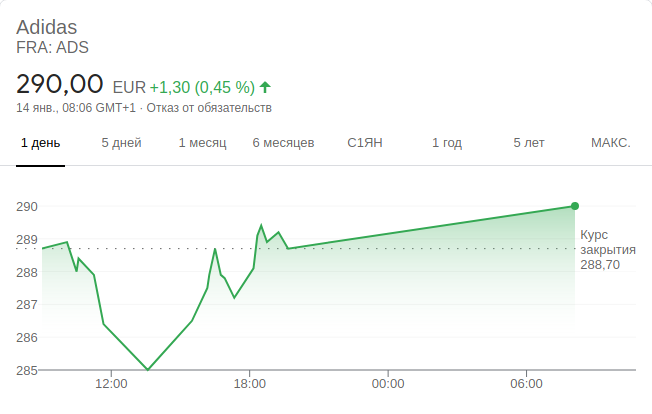 Adidas
FRA: ADS
290,00 EUR +1,30 (0,45 %)
14 янв., 08:06 GMT+1 · Отказ от обязательств
1 день 5 дней 1 месяц 6 месяцев С1ЯН 1 год 5 лет МАКС.
290
289
288
287
286
285
Курс
закрытия
288,70
12:00 18:00 00:00 06:00